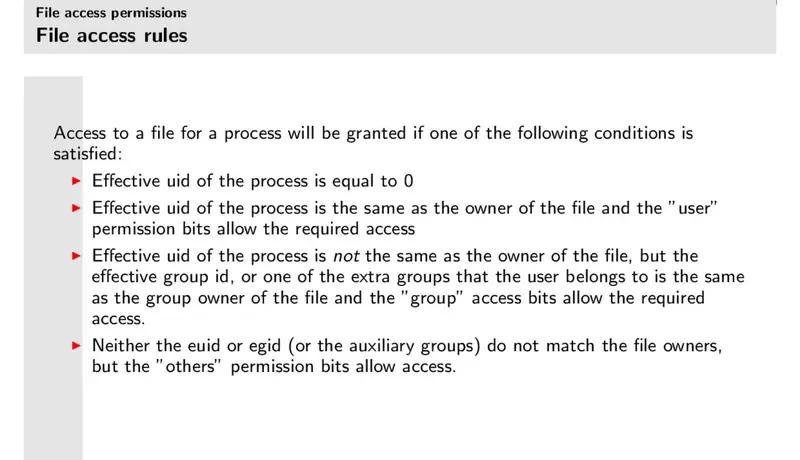 File access permissions
File access rules
Access to a file for a process will be granted if one of the following conditions is
satisfied:
Effective uid of the process is equal to 0
Effective uid of the process is the same as the owner of the file and the ”user”
permission bits allow the required access
Effective uid of the process is not the same as the owner of the file, but the
effective group id, or one of the extra groups that the user belongs to is the same
as the group owner of the file and the ”group” access bits allow the required
access.
Neither the euid or egid (or the auxiliary groups) do not match the file owners,
but the ”others” permission bits allow access.